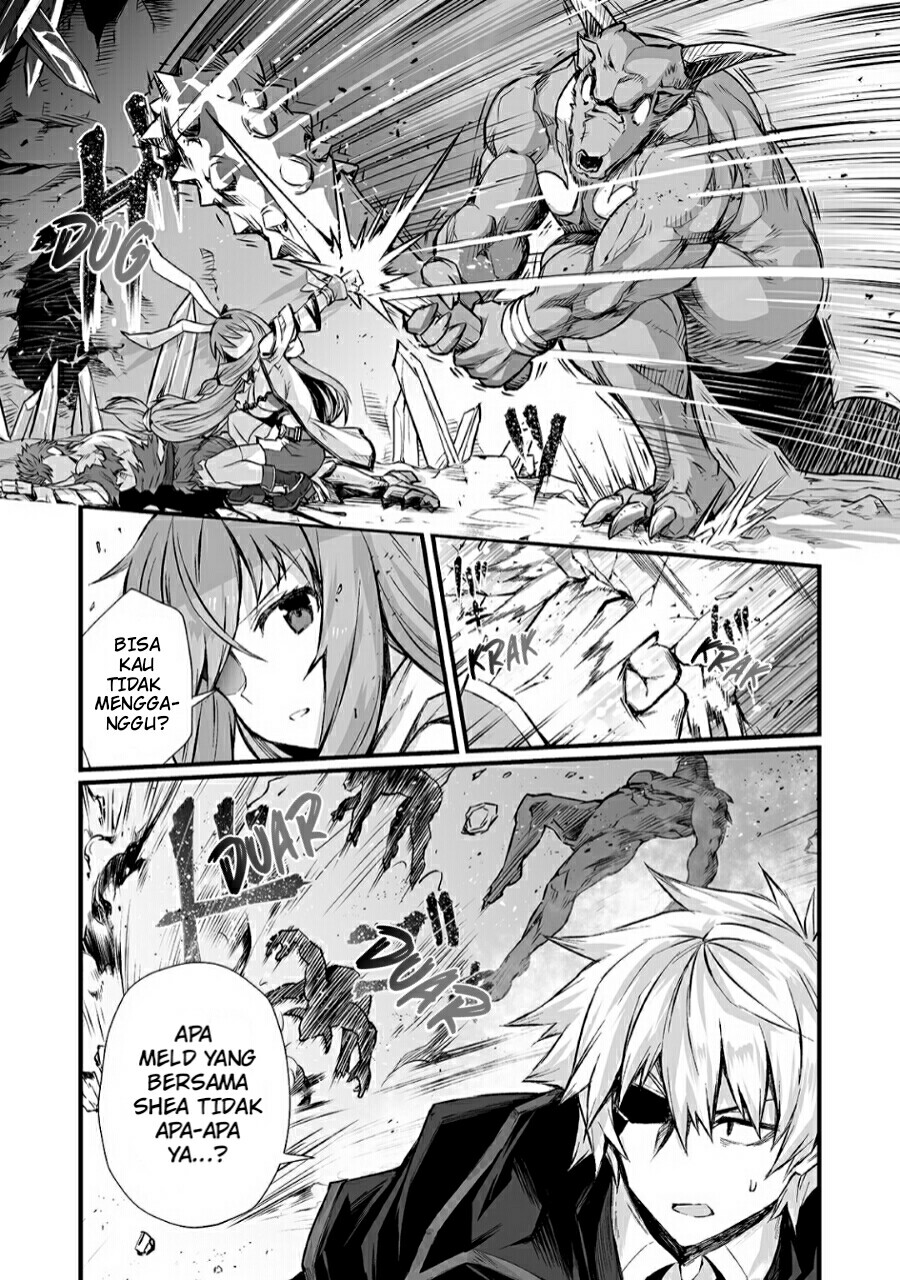 DUG
BISA
KAU
TIDAK
MENGGA-
NGGU?
KRAK
KRAK
DUAR
DUAR
APA
MELD YANG
BERSAMA
SHEA TIDAK
APA-APA
YA...?